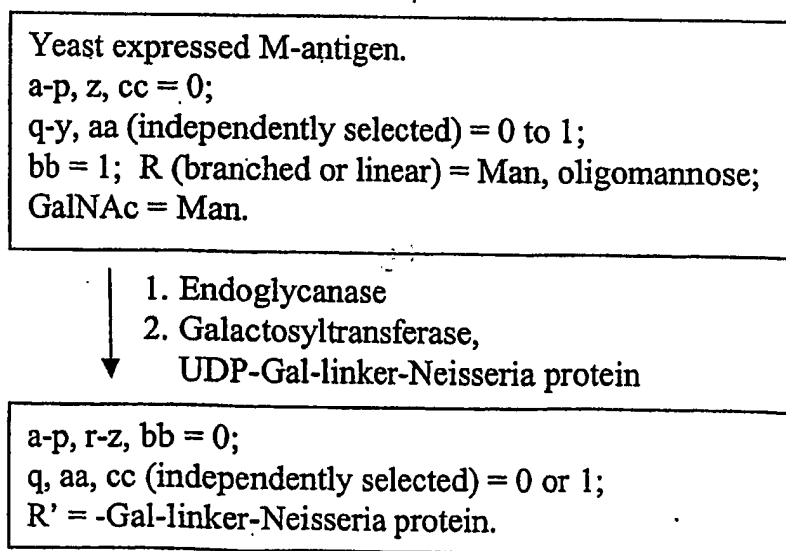 Yeast expressed M-antigen.
a-p, z, cc = 0;
q-y, aa (independently selected) = 0 to 1;
bb = 1; R (branched or linear) = Man, oligomannose;
GalNAc = Man.
1. Endoglycanase
2. Galactosyltransferase,
UDP-Gal-linker-Neisseria protein
a-p, r-z, bb = 0;
q, aa, cc (independently selected) = 0 or 1;
R' = -Gal-linker-Neisseria protein.